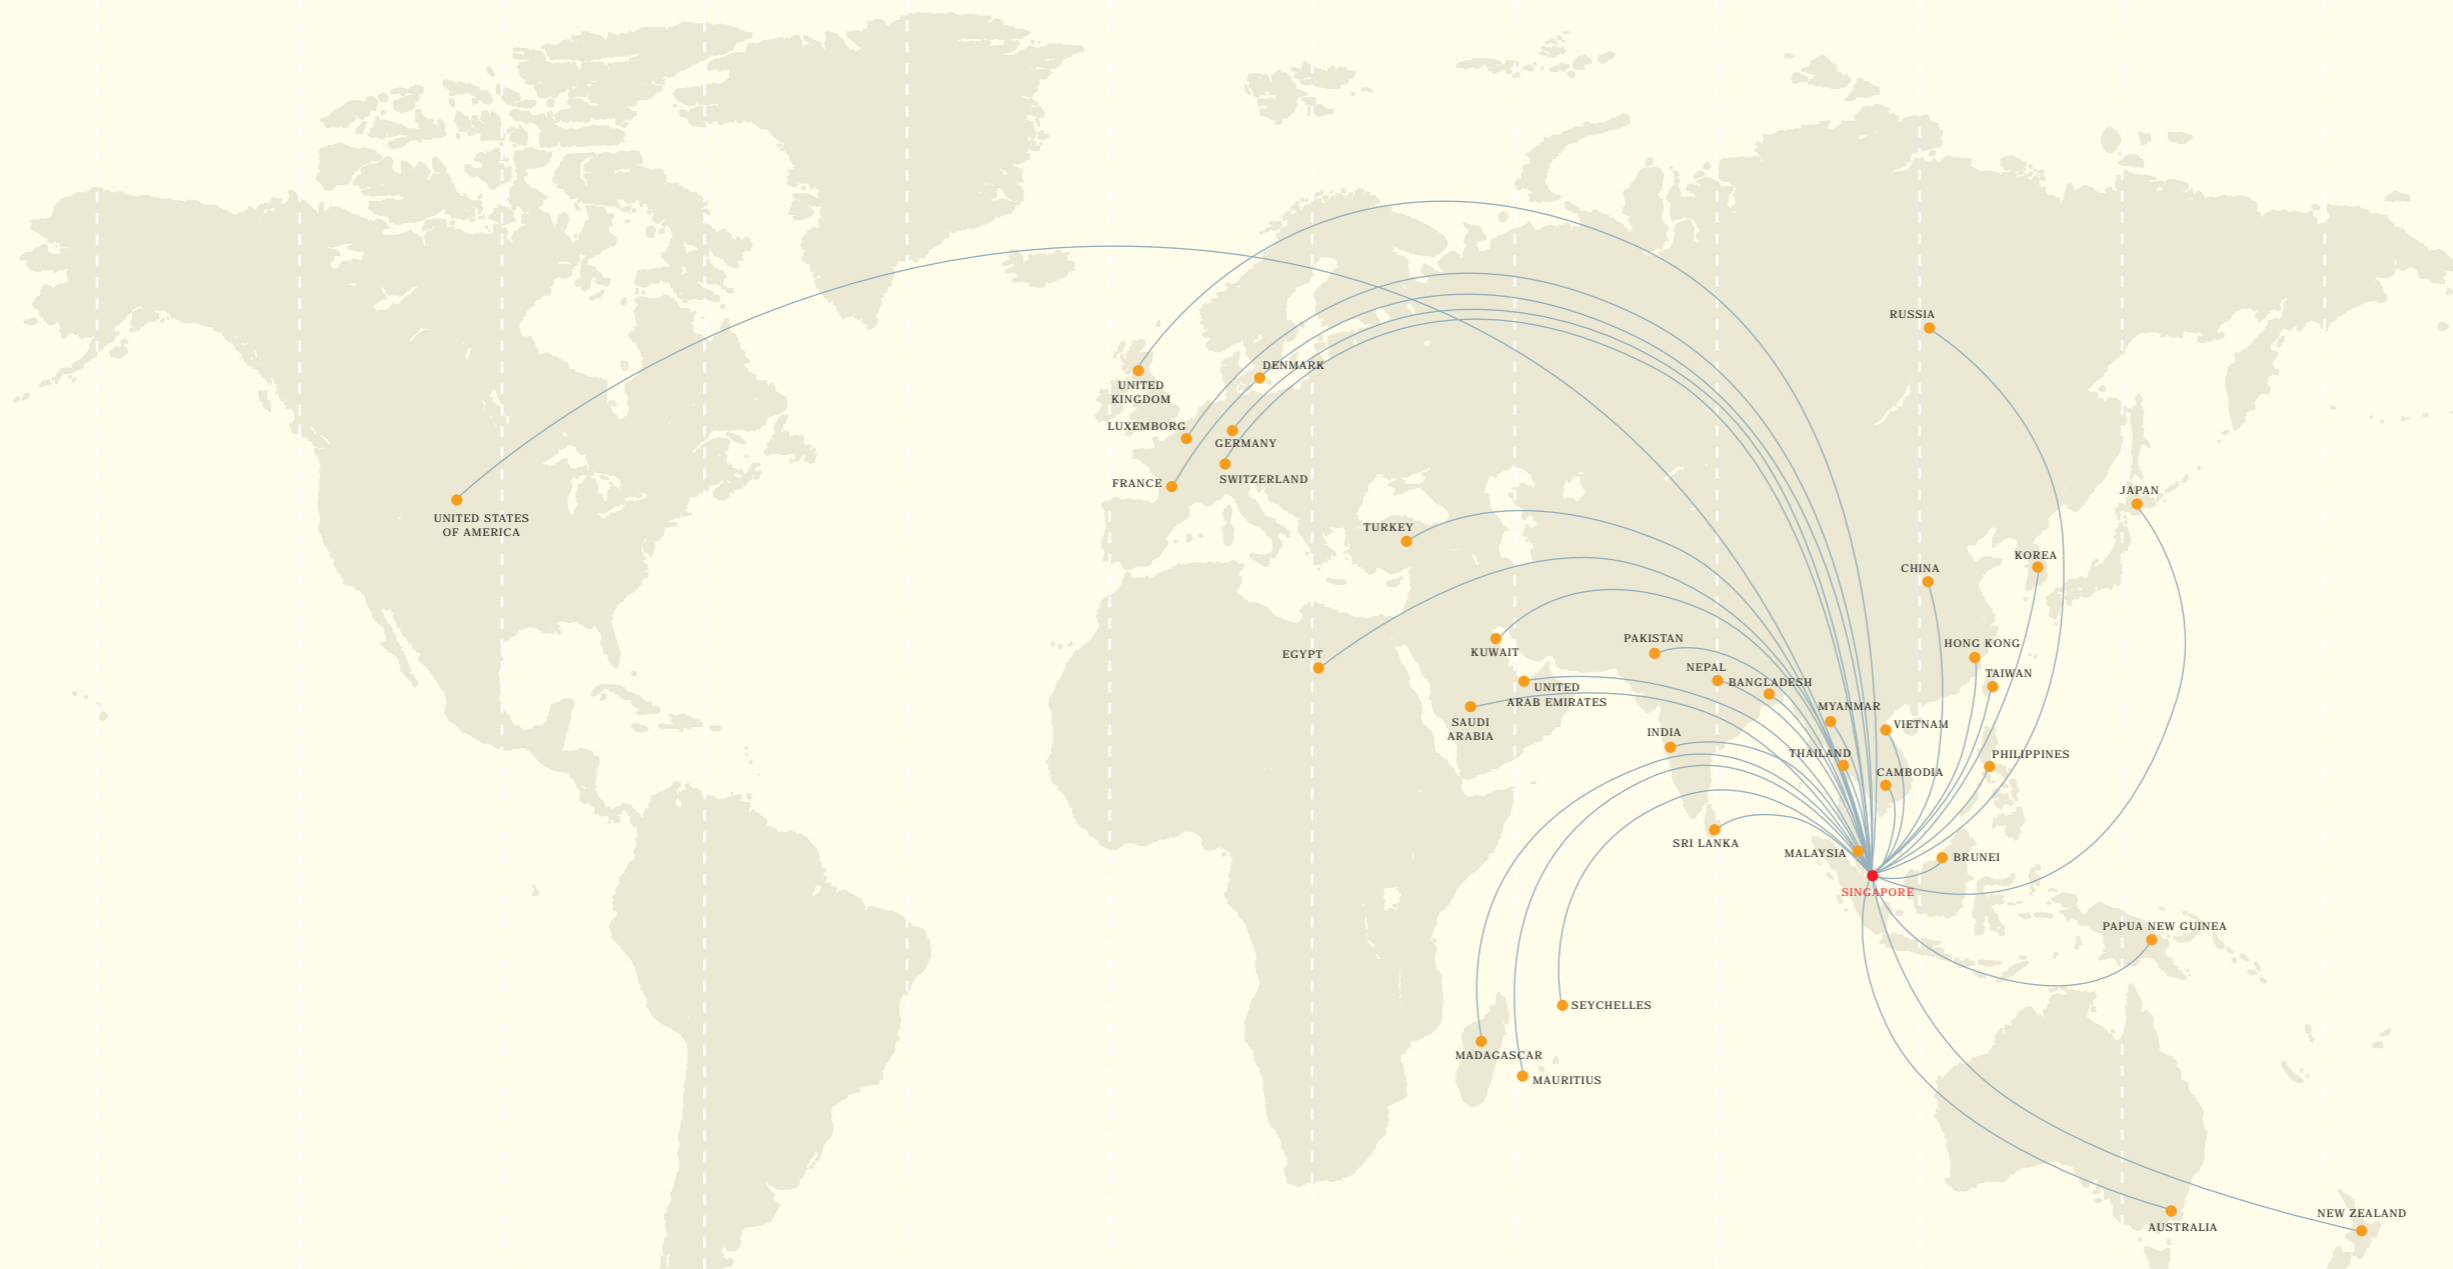 RUSSIA
DENMARK
UNITED
KINGDOM
LUXEMBORG
GERMANY
SWITZERLAND
FRANCE
JAPAN
UNITED STATES
OF AMERICA
TURKEY
KOREA
CHINA
PAKISTAN
HONG KONG
KUWAIT
EGYPT
NEPAL
TAIWAN
BANGLADESH
UNITED
ARAB EMIRATES
MYANMAR
SAUDI
ARABIA
VIETNAM
INDIA
THAILAND
PHILIPPINES
CAMBODIA
SRI LANKA
MALAYSIA
BRUNEI
SINGAPORE
PAPUA NEW GUINEA
SEYCHELLES
MADAGASCAR
MAURITIUS
NEW ZEALAND
AUSTRALIA